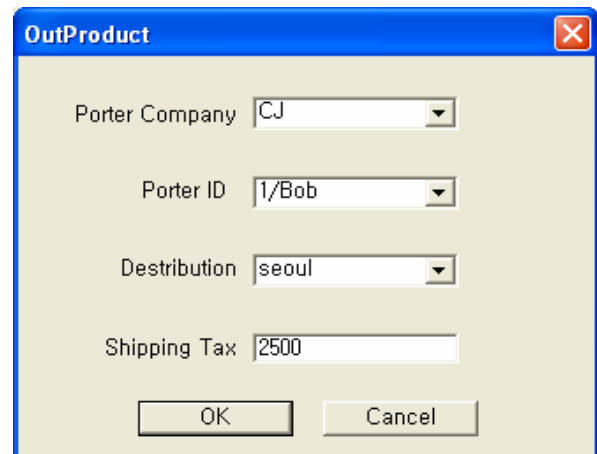 OutProduct
Porter Company CJ
Porter ID 1/Bob
Destribution seoul
Shipping Tax 2500
OK Cancel